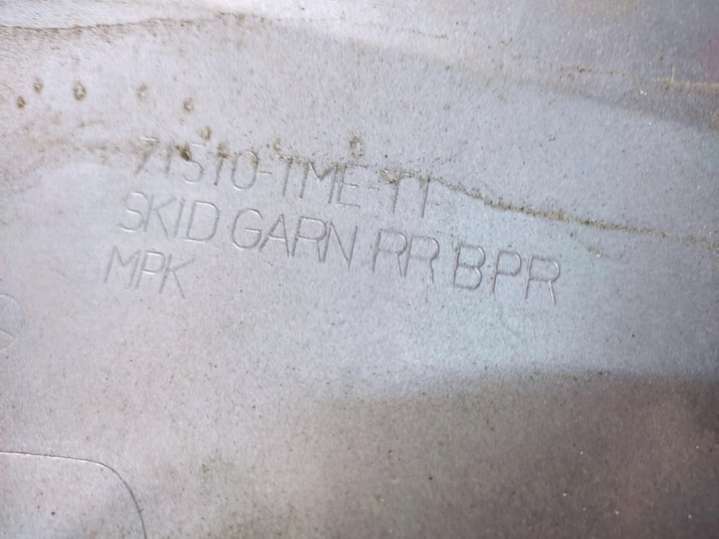 71510-TME-T1
SKID GARN RR BPR
MPK